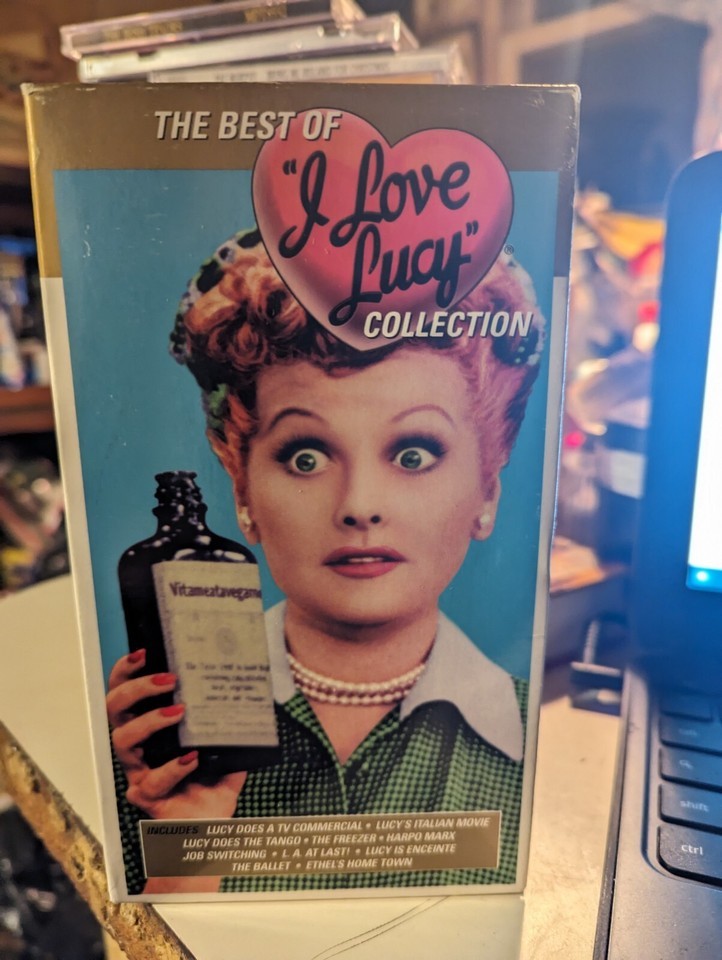 THE BEST OF
"I Love
Lucy"®
COLLECTION
Vitameatavegam
INCLUDES LUCY DOES A TV COMMERCIAL • LUCY'S ITALIAN MOVIE
LUCY DOES THE TANGO • THE FREEZER • HARPO MARX
JOB SWITCHING • L. A. AT LAST! • LUCY IS ENCEINTE
THE BALLET • ETHEL'S HOME TOWN
shift
ctrl